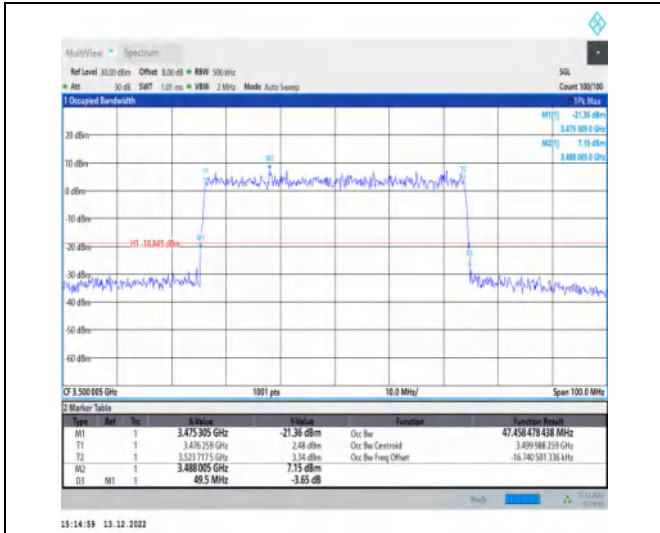 MultiView Spectrum
Ref Level 30.00 dBm Offset 8.00 dB RBW 500 kHz SGL
Att 30 dB SWT 1.01 ms VBW 2 MHz Mode Auto Sweep Count 100/100
1 Occupied Bandwidth 1Pk Max
M1[1] -21.36 dBm
3.475 305 0 GHz
M2[1] 7.15 dBm
3.488 005 0 GHz
20 dBm
10 dBm
M2
T1 T2
0 dBm
-10 dBm
H1 -18.849 dBm
M1
-20 dBm
D3
-30 dBm
-40 dBm
-50 dBm
-60 dBm
CF 3.500 005 GHz 1001 pts 10.0 MHz/ Span 100.0 MHz
2 Marker Table
Type Ref Trc X-Value Y-Value Function Function Result
M1 1 3.475 305 GHz -21.36 dBm Occ Bw 47.458 478 438 MHz
T1 1 3.476 259 GHz 2.48 dBm Occ Bw Centroid 3.499 988 259 GHz
T2 1 3.523 717 5 GHz 3.34 dBm Occ Bw Freq Offset -16.740 501 336 kHz
M2 1 3.488 005 GHz 7.15 dBm
D3 M1 1 49.5 MHz -3.65 dB
Ready 13.12.2022
15:14:59 13.12.2022